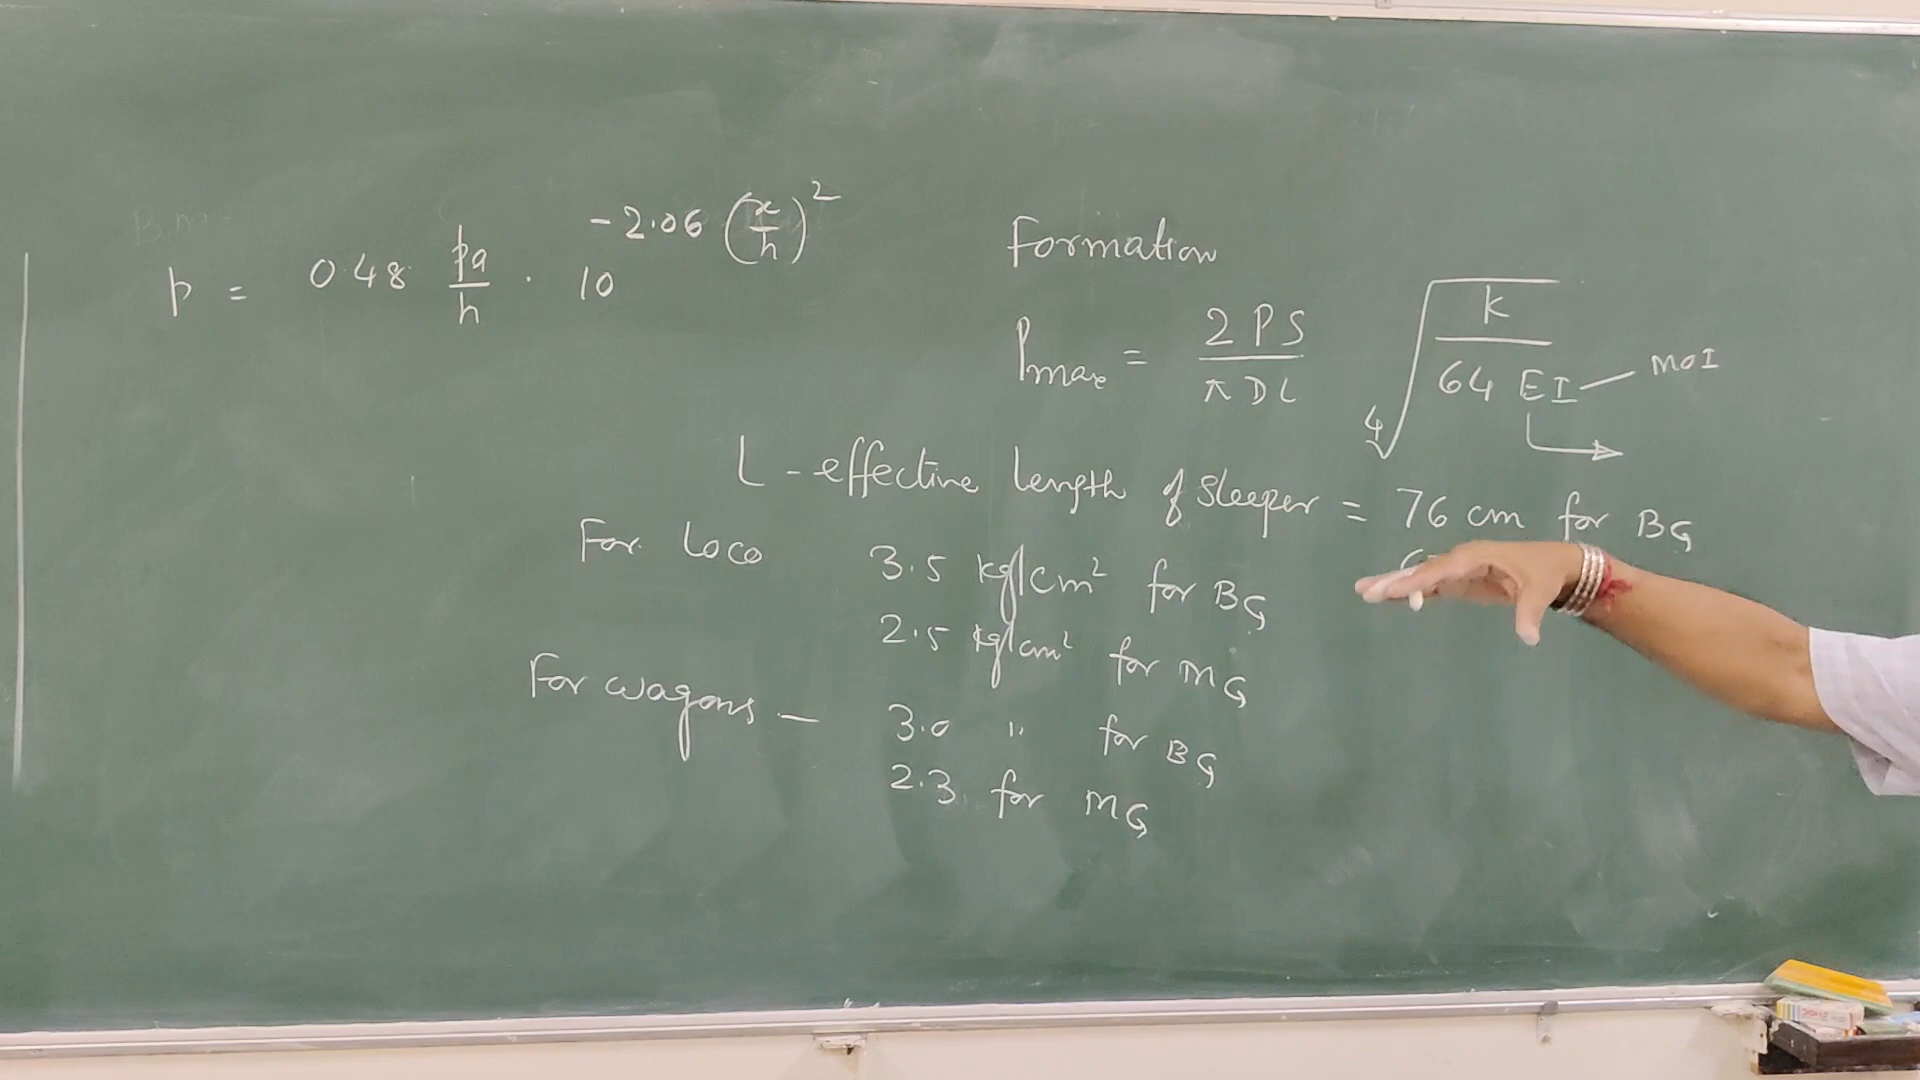 p = 0.48 pa/h · 10^(-2.06 (x/h)^2)
Formation
Pmax = 2PS/πDL ∜(k/64EI) MOI
L - effective length of sleeper = 76 cm for BG
For Loco 3.5 kg/cm² for BG
2.5 kg/cm² for MG
For wagons - 3.0 " for BG
2.3 for MG